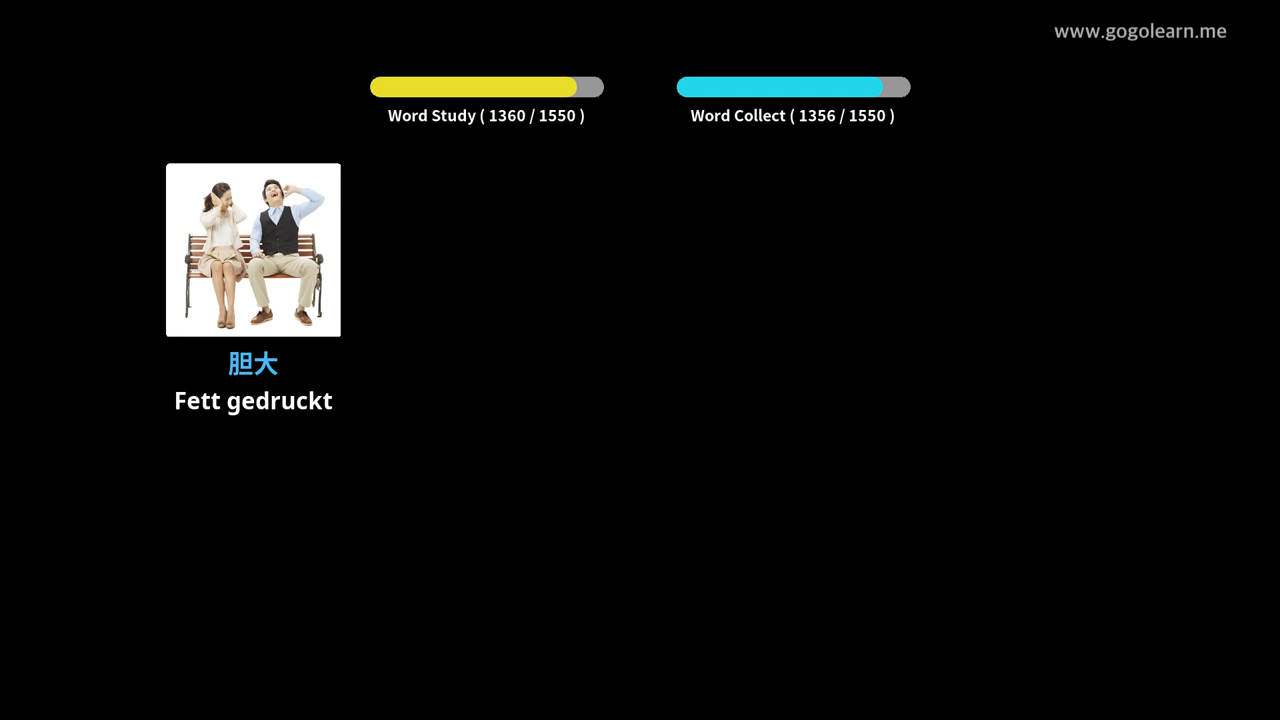 www.gogolearn.me
Word Study ( 1360 / 1550 )
Word Collect ( 1356 / 1550 )
胆大
Fett gedruckt